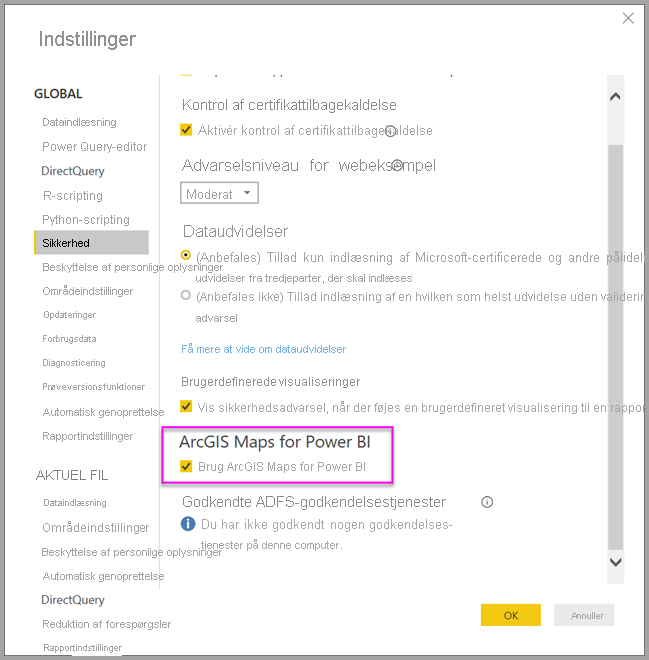 Indstillinger
GLOBAL
Dataindlæsning
Power Query-editor
DirectQuery
R-scripting
Python-scripting
Sikkerhed
Beskyttelse af personlige oplysninger
Områdeindstillinger
Opdateringer
Forbrugsdata
Diagnosticering
Prøveversionsfunktioner
Automatisk genoprettelse
Rapportindstillinger
AKTUEL FIL
Dataindlæsning
Områdeindstillinger
Beskyttelse af personlige oplysninger
Automatisk genoprettelse
DirectQuery
Reduktion af forespørgsler
Rapportindstillinger
Kontrol af certifikattilbagekaldelse
Aktivér kontrol af certifikattilbagekaldelse
Advarselsniveau for webeksempel
Moderat
Dataudvidelser
(Anbefales) Tillad kun indlæsning af Microsoft-certificerede og andre
udvidelser fra tredjeparter, der skal indlæses
(Anbefales ikke) Tillad indlæsning af en hvilken som helst udvidelse uden
advarsel
Få mere at vide om dataudvidelser
Brugerdefinerede visualiseringer
Vis sikkerhedsadvarsel, når der føjes en brugerdefineret visualisering til en
ArcGIS Maps for Power BI
Brug ArcGIS Maps for Power BI
Godkendte ADFS-godkendelsestjenester
Du har ikke godkendt nogen godkendelses-
tjenester på denne computer.
OK
Annuller